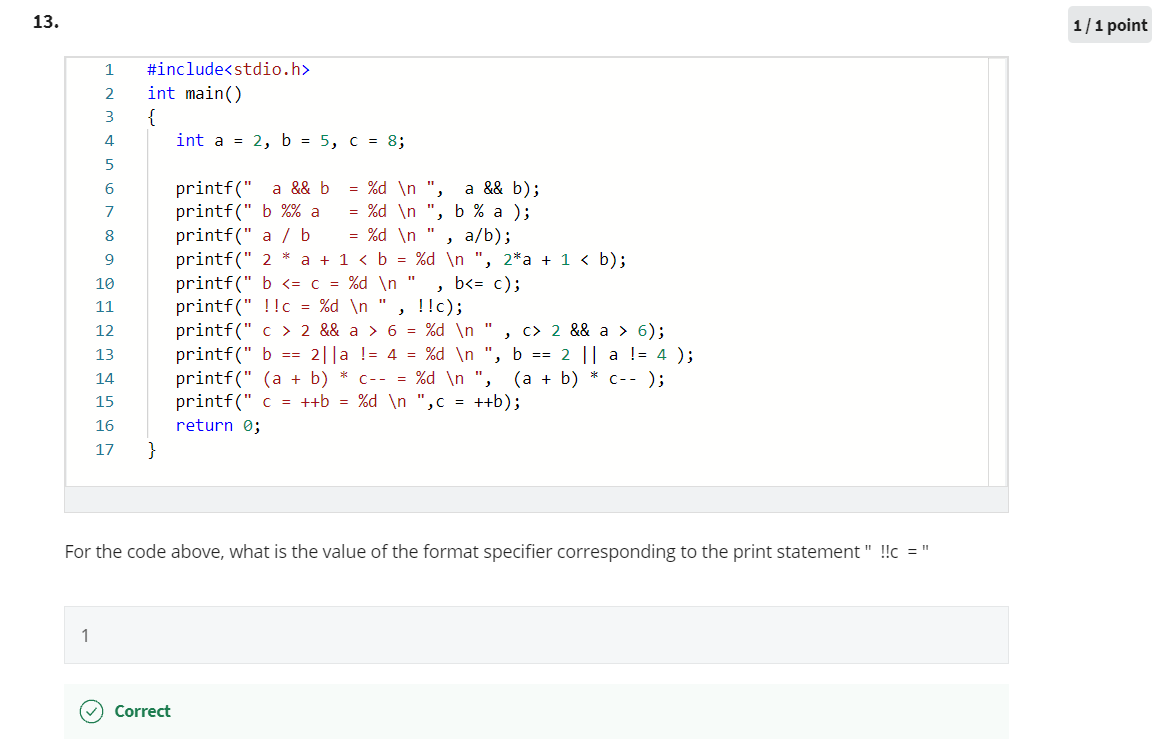 13.
1 / 1 point
1 #include<stdio.h>
2 int main()
3 {
4 int a = 2, b = 5, c = 8;
5
6 printf("  a && b  = %d \n ",  a && b);
7 printf(" b %% a   = %d \n ", b % a );
8 printf(" a / b    = %d \n " , a/b);
9 printf(" 2 * a + 1 < b = %d \n ", 2*a + 1 < b);
10 printf(" b <= c = %d \n "  , b<= c);
11 printf(" !!c = %d \n " , !!c);
12 printf(" c > 2 && a > 6 = %d \n " , c> 2 && a > 6);
13 printf(" b == 2||a != 4 = %d \n ", b == 2 || a != 4 );
14 printf(" (a + b) * c-- = %d \n ",  (a + b) * c-- );
15 printf(" c = ++b = %d \n ",c = ++b);
16 return 0;
17 }
For the code above, what is the value of the format specifier corresponding to the print statement "  !!c  = "
1
Correct